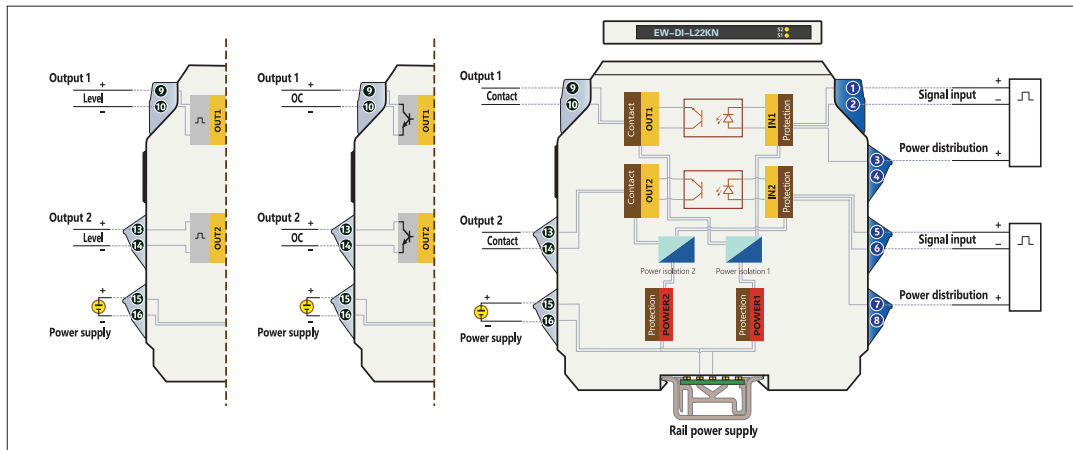 EW-DI-L22KN
S2
S1
Output 1
+
Level
−
9
10
OUT1
Output 2
+
Level
−
13
14
OUT2
+
−
15
16
Power supply
Output 1
+
OC
−
9
10
OUT1
Output 2
+
OC
−
13
14
OUT2
+
−
15
16
Power supply
Output 1
Contact
9
10
Contact
OUT1
IN1
Protection
1
2
+
Signal input
−
Power distribution
+
3
4
Contact
OUT2
IN2
Protection
Output 2
Contact
13
14
5
6
+
Signal input
−
Power isolation 2
Power isolation 1
Protection
POWER2
Protection
POWER1
+
−
15
16
Power supply
Power distribution
+
7
8
Rail power supply